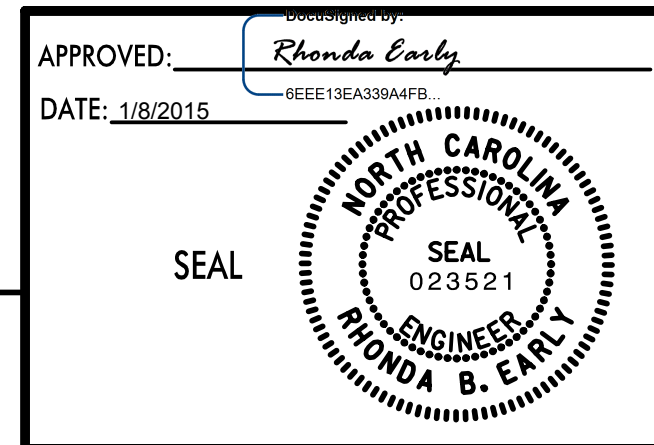 DocuSigned by:
APPROVED: Rhonda Early
6EEE13EA339A4FB...
DATE: 1/8/2015
SEAL
NORTH CAROLINA
PROFESSIONAL
SEAL
023521
ENGINEER
RHONDA B. EARLY